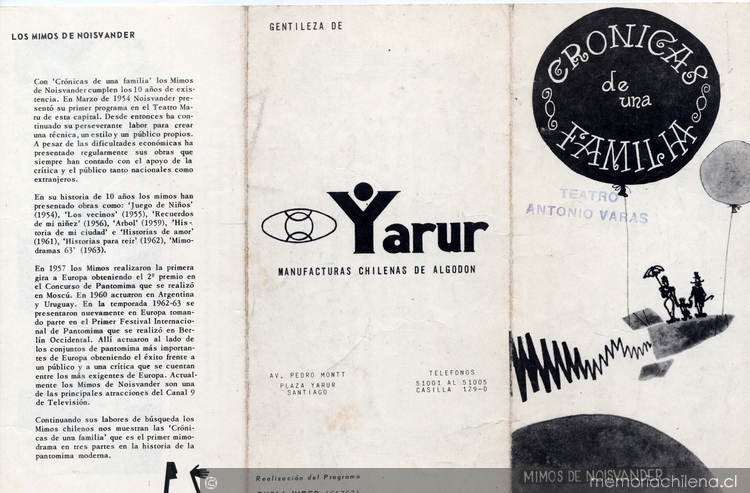 LOS MIMOS DE NOISVANDER
Con 'Crónicas de una familia' los Mimos
de Noisvander cumplen los 10 años de exis-
tencia. En Marzo de 1954 Noisvander pre-
sentó su primer programa en el Teatro Ma-
ru de esta capital. Desde entonces ha con-
tinuado su perseverante labor para crear
una técnica, un estilo y un público propios.
A pesar de las dificultades económicas ha
presentado regularmente sus obras que
siempre han contado con el apoyo de la
crítica y el público tanto nacionales como
extranjeros.
En su historia de 10 años los mimos han
presentado obras como: 'Juego de Niños'
(1954), 'Los vecinos' (1955), 'Recuerdos
de mi niñez' (1956), 'Arbol' (1959), 'His-
toria de mi ciudad' e 'Historias de amor'
(1961), 'Historias para reir' (1962), 'Mimo-
dramas 63' (1963).
En 1957 los Mimos realizaron la primera
gira a Europa obteniendo el 2º premio en
el Concurso de Pantomima que se realizó
en Moscú. En 1960 actuaron en Argentina
y Uruguay. En la temporada 1962-63 se
presentaron nuevamente en Europa toman-
do parte en el Primer Festival Internacio-
nal de Pantomima que se realizó en Ber-
lín Occidental. Allí actuaron al lado de
los conjuntos de pantomima más importan-
tes de Europa obteniendo el éxito frente a
un público y a una crítica que se cuentan
entre los más exigentes de Europa. Actual-
mente los Mimos de Noisvander son una
de las principales atracciones del Canal 9
de Televisión.
Continuando sus labores de búsqueda los
Mimos chilenos nos muestran las 'Cróni-
cas de una familia' que es el primer mimo-
drama en tres partes en la historia de la
pantomima moderna.
GENTILEZA DE
Yarur
MANUFACTURAS CHILENAS DE ALGODON
AV. PEDRO MONTT
PLAZA YARUR
SANTIAGO
TELEFONOS
51001 AL 51005
CASILLA 129-D
Realización del Programa
CRONICAS
de
una
FAMILIA
TEATRO
ANTONIO VARAS
MIMOS DE NOISVANDER
memoriachilena.cl